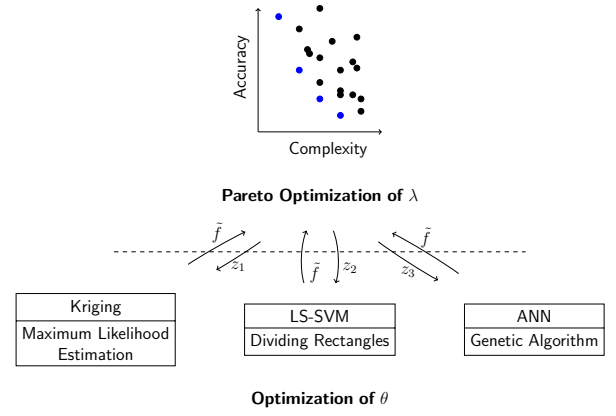 Accuracy
Complexity
Pareto Optimization of λ
f̃
z₁
f̃
z₂
z₃
f̃
Kriging
Maximum Likelihood
Estimation
LS-SVM
Dividing Rectangles
ANN
Genetic Algorithm
Optimization of θ